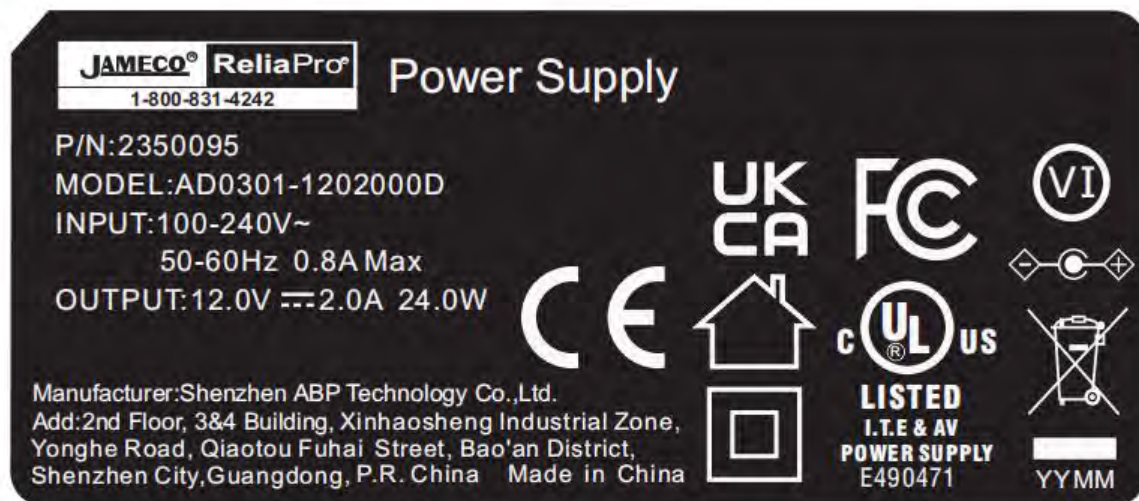 JAMECO® ReliaPro®
1-800-831-4242
Power Supply
P/N:2350095
MODEL:AD0301-1202000D
INPUT:100-240V~
50-60Hz 0.8A Max
OUTPUT:12.0V ⎓2.0A 24.0W
Manufacturer:Shenzhen ABP Technology Co.,Ltd.
Add:2nd Floor, 3&4 Building, Xinhaosheng Industrial Zone,
Yonghe Road, Qiaotou Fuhai Street, Bao'an District,
Shenzhen City,Guangdong, P.R. China Made in China
CE
UK
CA
FC
VI
C UL® US
LISTED
I.T.E & AV
POWER SUPPLY
E490471
YYMM